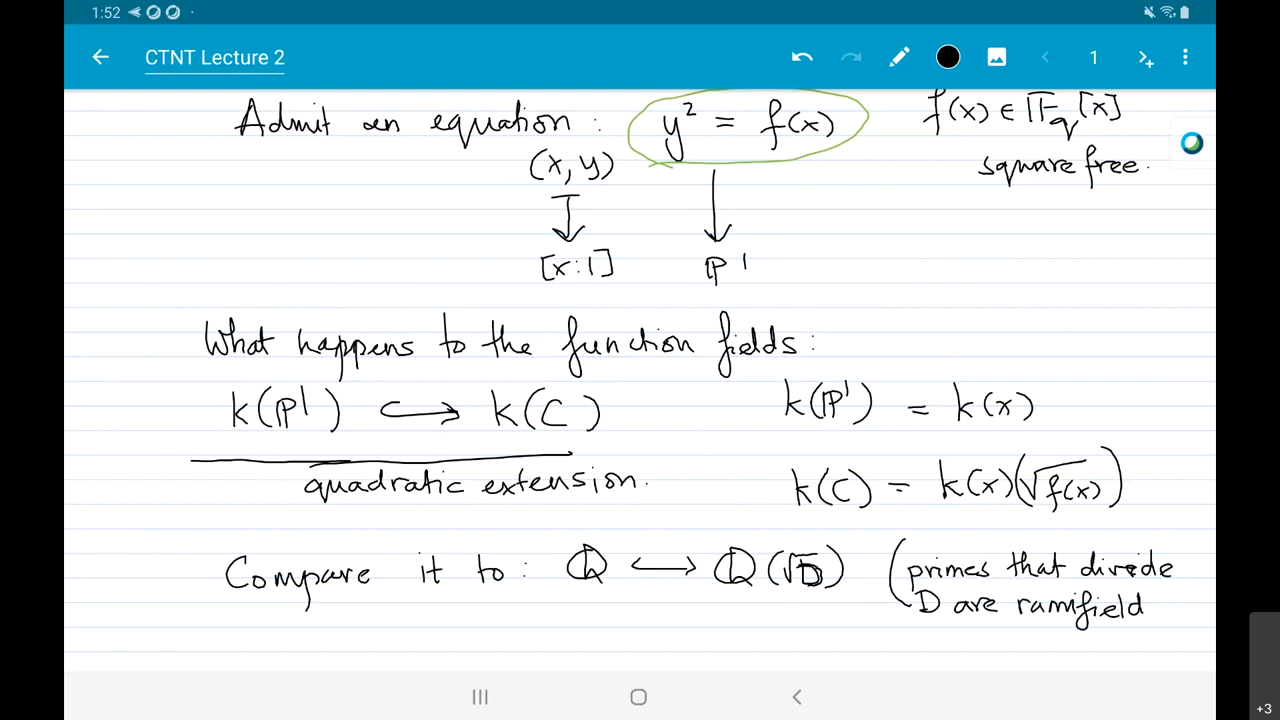 1:52
CTNT Lecture 2
1
Admit an equation : y² = f(x) f(x) ∈ 𝔽q[x]
(x, y) square free.
[x:1] ℙ¹
What happens to the function fields :
k(ℙ¹) ↪ k(C) k(ℙ¹) = k(x)
quadratic extension. k(C) = k(x)(√f(x))
Compare it to : ℚ ↪ ℚ(√D) (primes that divide
D are ramifield
+3